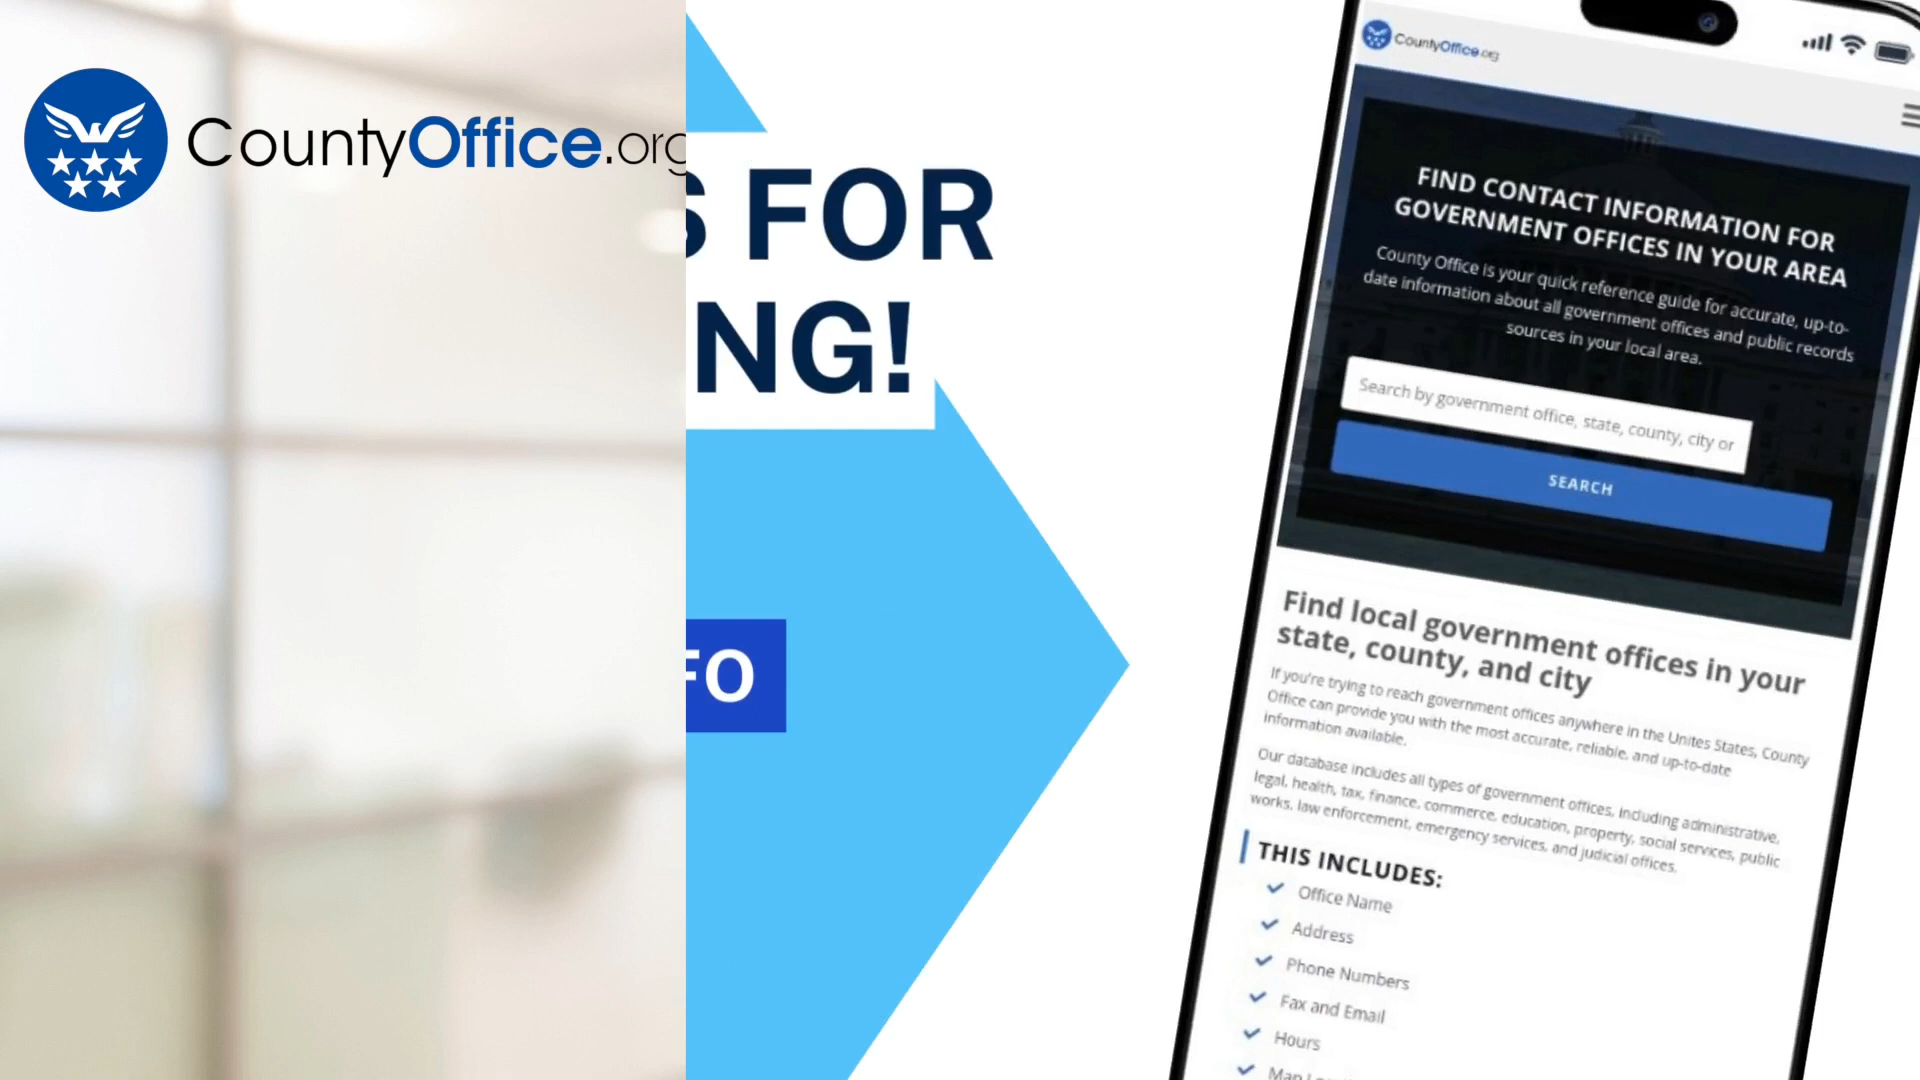 CountyOffice.org
S FOR
NG!
FO
CountyOffice.org
FIND CONTACT INFORMATION FOR
GOVERNMENT OFFICES IN YOUR AREA
County Office is your quick reference guide for accurate, up-to-
date information about all government offices and public records
sources in your local area.
Search by government office, state, county, city or
SEARCH
Find local government offices in your
state, county, and city
If you're trying to reach government offices anywhere in the Unites States, County
Office can provide you with the most accurate, reliable, and up-to-date
information available.
Our database includes all types of government offices, including administrative,
legal, health, tax, finance, commerce, education, property, social services, public
works, law enforcement, emergency services, and judicial offices.
THIS INCLUDES:
Office Name
Address
Phone Numbers
Fax and Email
Hours
Map